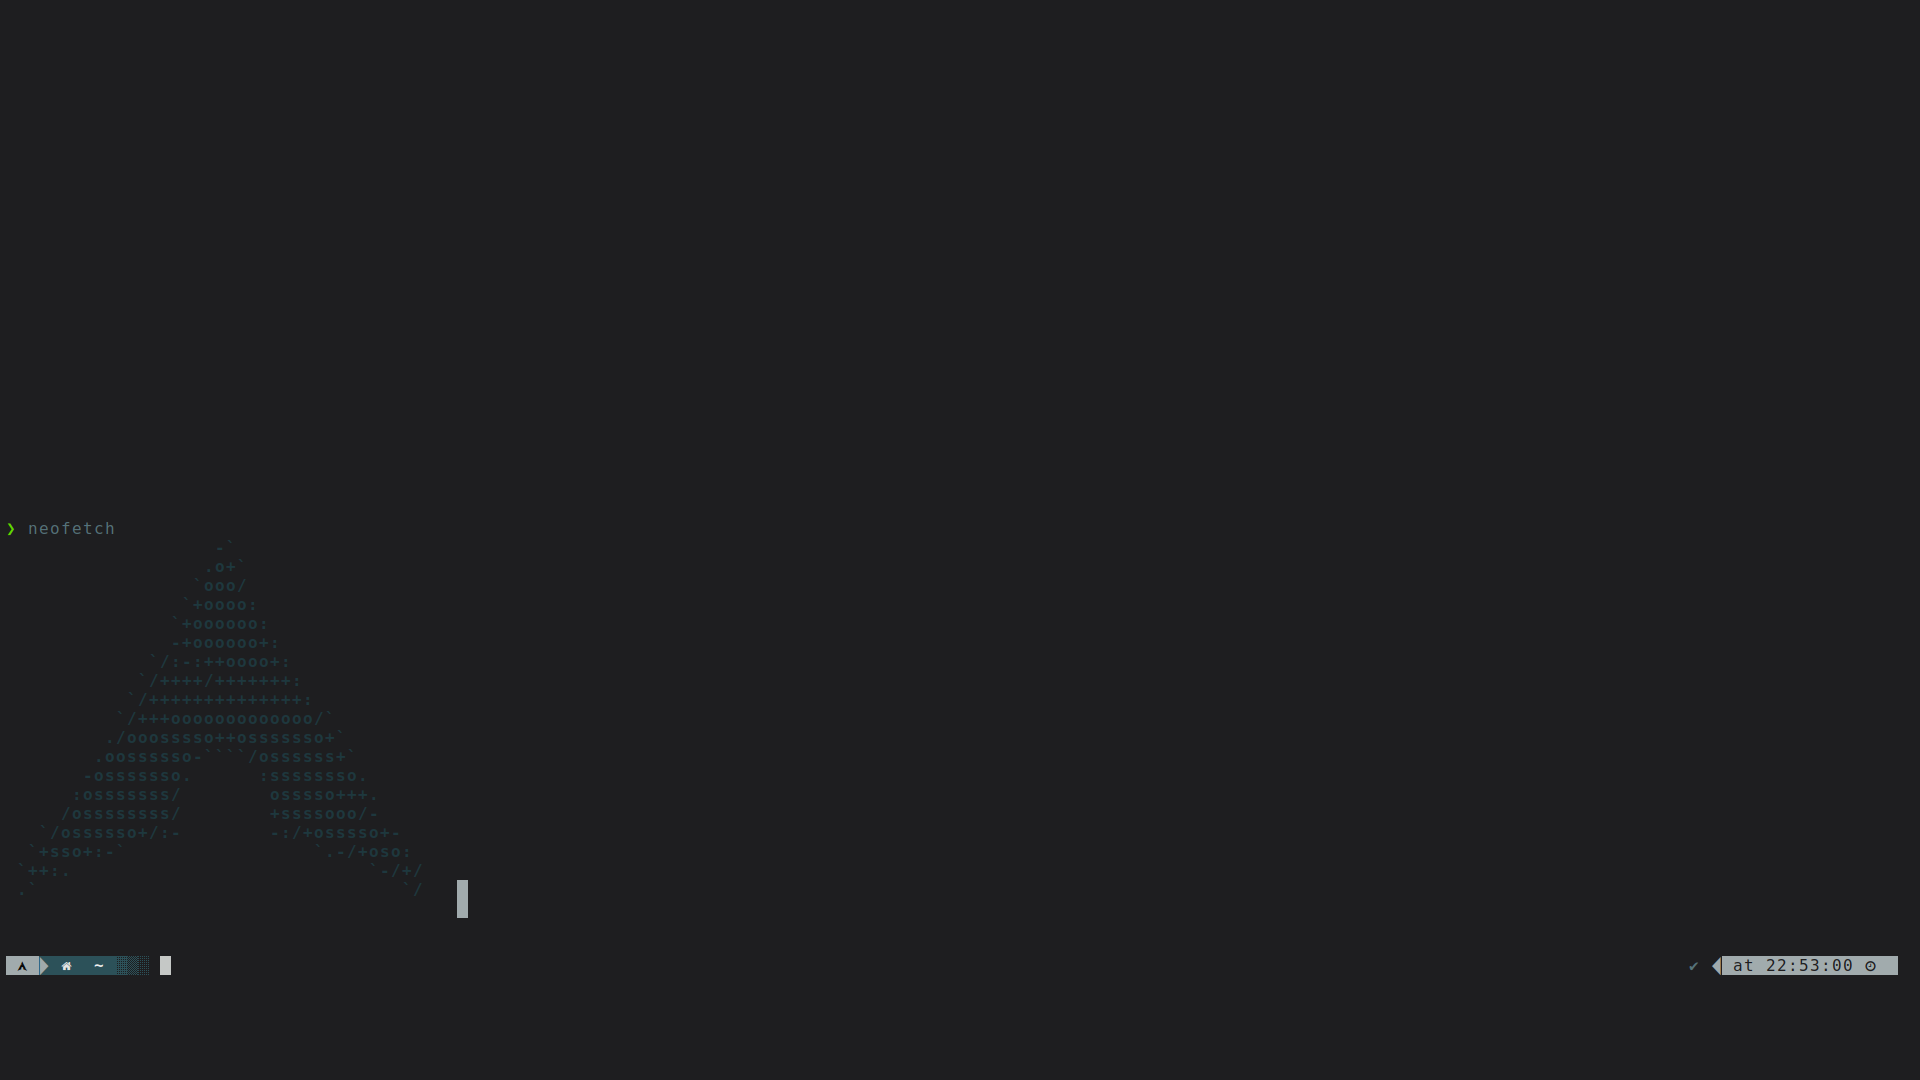 ❯ neofetch
                   -`
                  .o+`
                 `ooo/
                `+oooo:
               `+oooooo:
               -+oooooo+:
             `/:-:++oooo+:
            `/++++/+++++++:
           `/++++++++++++++:
          `/+++ooooooooooooo/`
         ./ooosssso++osssssso+`
        .oossssso-````/ossssss+`
       -osssssso.      :ssssssso.
      :osssssss/        osssso+++.
     /ossssssss/        +ssssooo/-
   `/ossssso+/:-        -:/+osssso+-
  `+sso+:-`                 `.-/+oso:
 `++:.                           `-/+/
 .`                                 `/
~ ✔ at 22:53:00